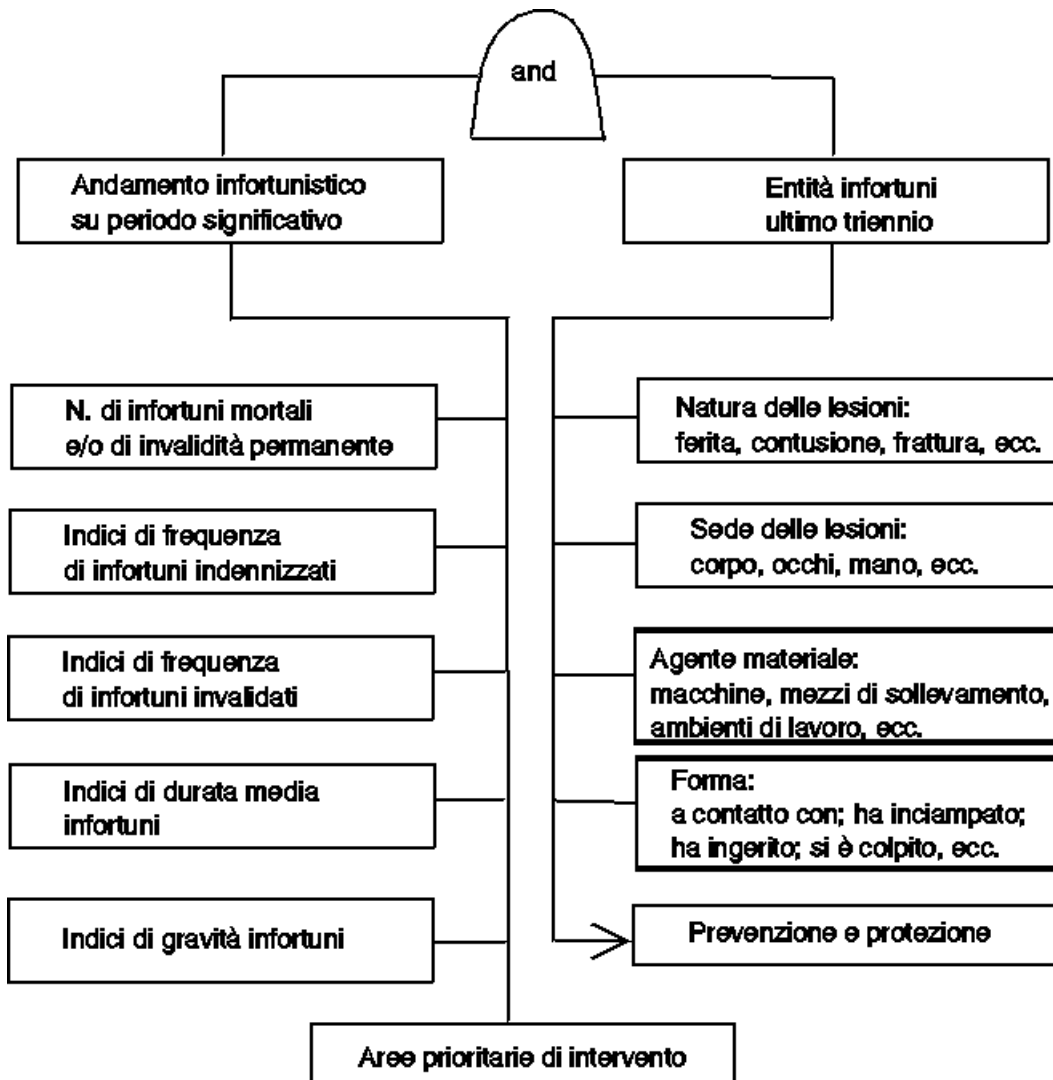 and
Andamento infortunistico
su periodo significativo
Entità infortuni
ultimo triennio
N. di infortuni mortali
e/o di invalidità permanente
Indici di frequenza
di infortuni indennizzati
Indici di frequenza
di infortuni invalidati
Indici di durata media
infortuni
Indici di gravità infortuni
Natura delle lesioni:
ferita, contusione, frattura, ecc.
Sede delle lesioni:
corpo, occhi, mano, ecc.
Agente materiale:
macchine, mezzi di sollevamento,
ambienti di lavoro, ecc.
Forma:
a contatto con; ha inciampato;
ha ingerito; si è colpito, ecc.
Prevenzione e protezione
Aree prioritarie di intervento